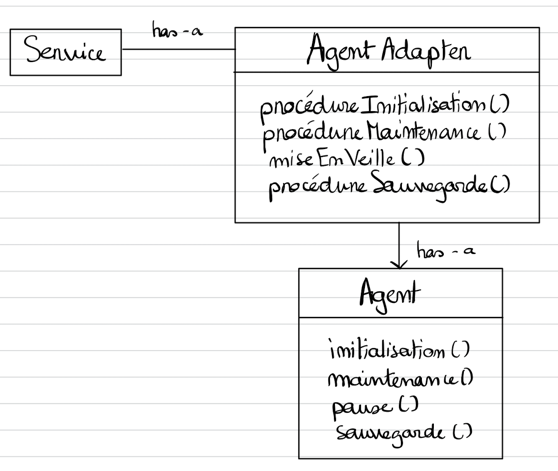 has-a
Service
Agent Adapter
procédure Initialisation()
procédure Maintenance()
mise En Veille()
procédure Sauvegarde()
has-a
Agent
initialisation()
maintenance()
pause()
sauvegarde()